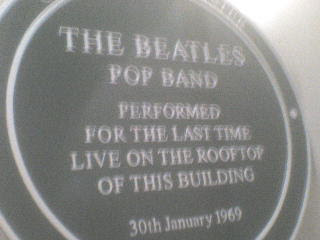 THE BEATLES
POP BAND
PERFORMED
FOR THE LAST TIME
LIVE ON THE ROOFTOP
OF THIS BUILDING
30th January 1969